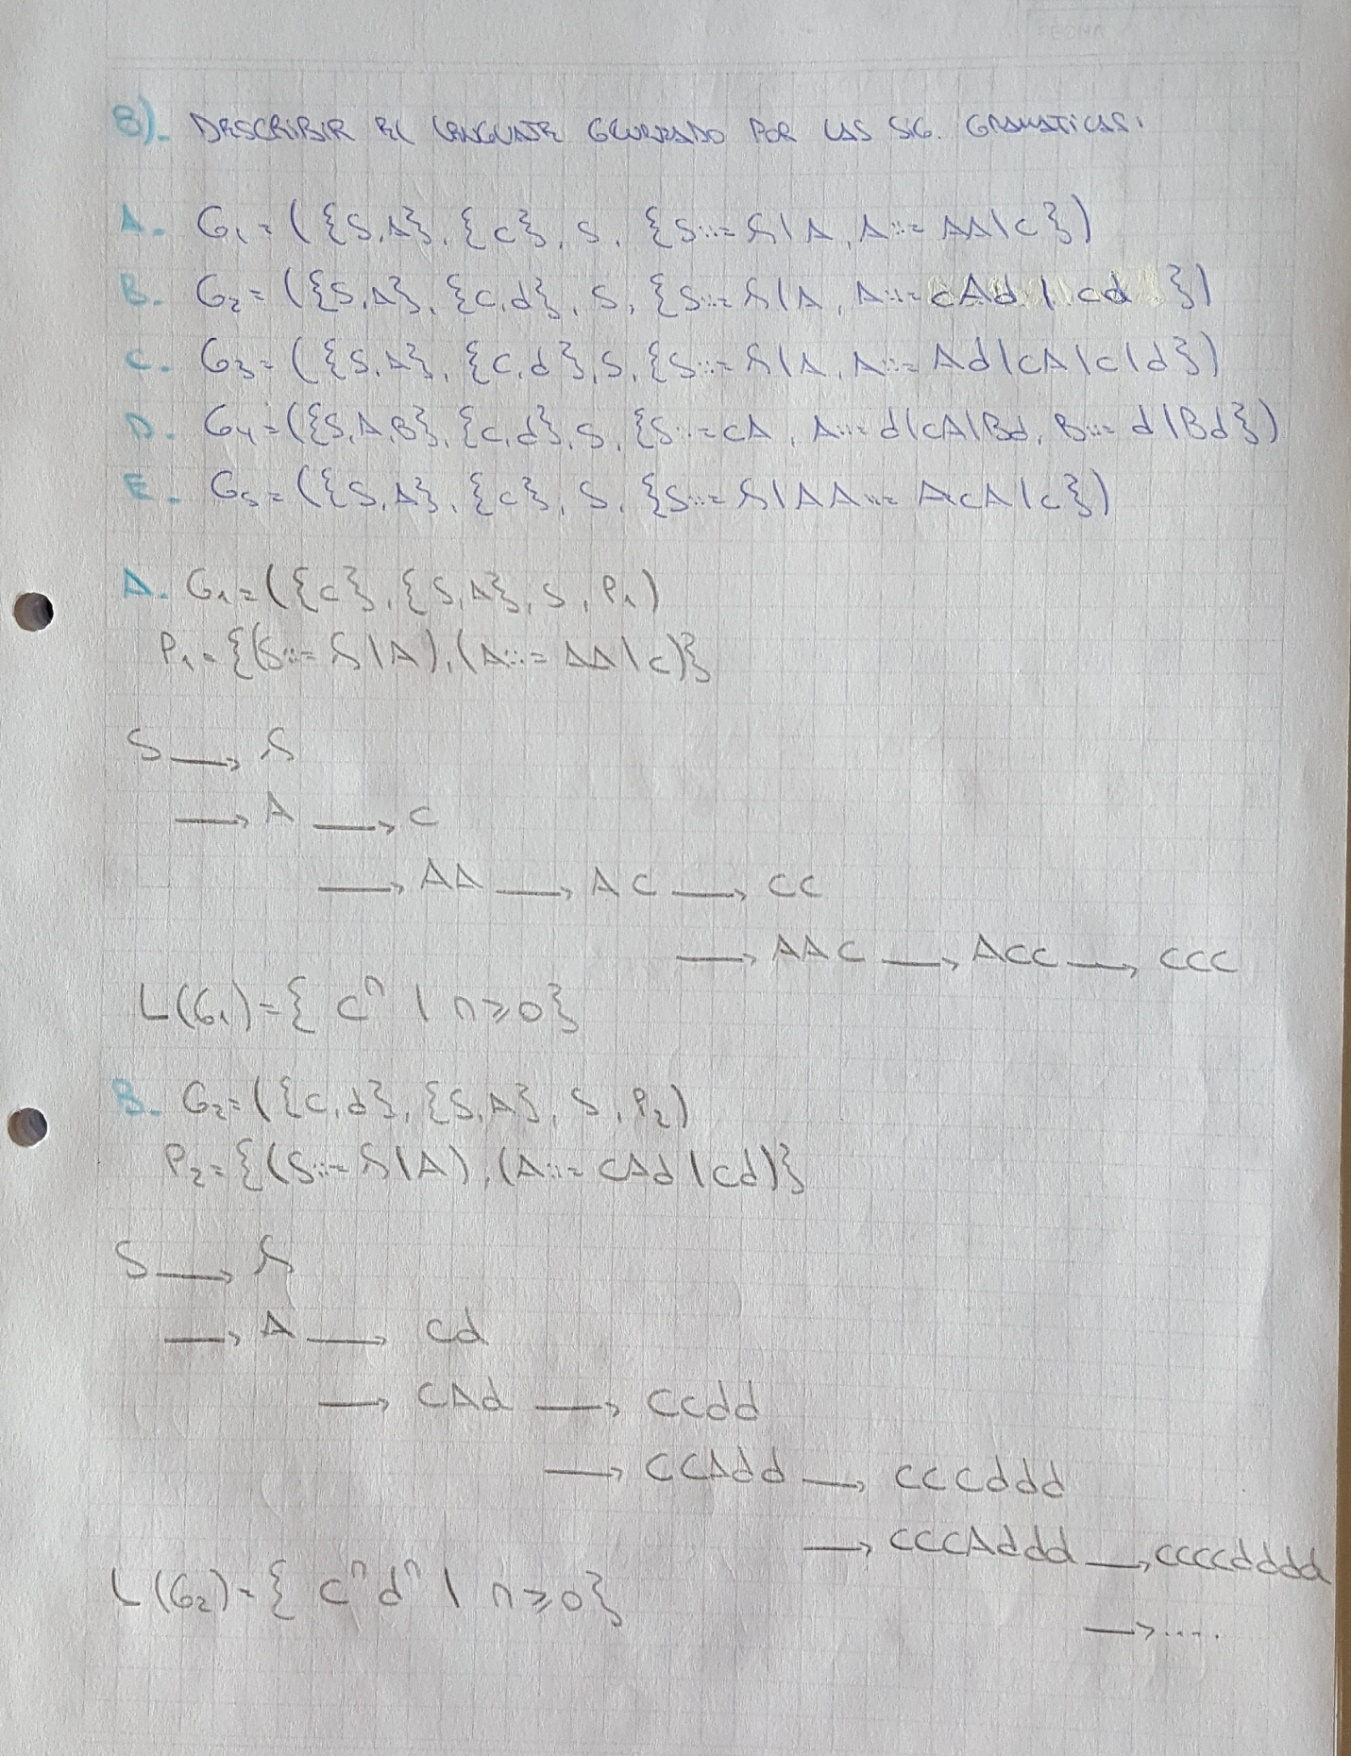 FECHA
8)- DESCRIBIR EL LENGUAJE GENERADO POR LAS SIG. GRAMATICAS:
A. G₁=({S,A}, {c}, S, {S::= λ|A, A::= AA|c})
B. G₂=({S,A}, {c,d}, S, {S::= λ|A, A::= cAd | cd })
C. G₃=({S,A}, {c,d}, S, {S::= λ|A, A::= Ad|cA|c|d})
D. G₄=({S,A,B}, {c,d}, S, {S::=cA, A::= d|cA|Bd, B::= d|Bd})
E. G₅=({S,A}, {c}, S, {S::= λ|AA::= AcA|c})
A. G₁=({c}, {S,A}, S, P₁)
P₁={(S::= λ|A), (A::= AA|c)}
S → λ
→ A → c
→ AA → Ac → cc
→ AAc → Acc → ccc
L(G₁)={ cⁿ | n≥0}
B. G₂=({c,d}, {S,A}, S, P₂)
P₂={(S::= λ|A), (A::= cAd|cd)}
S → λ
→ A → cd
→ cAd → ccdd
→ ccAdd → cccddd
→ cccAddd → ccccdddd
L(G₂)={ cⁿdⁿ | n≥0}
→....